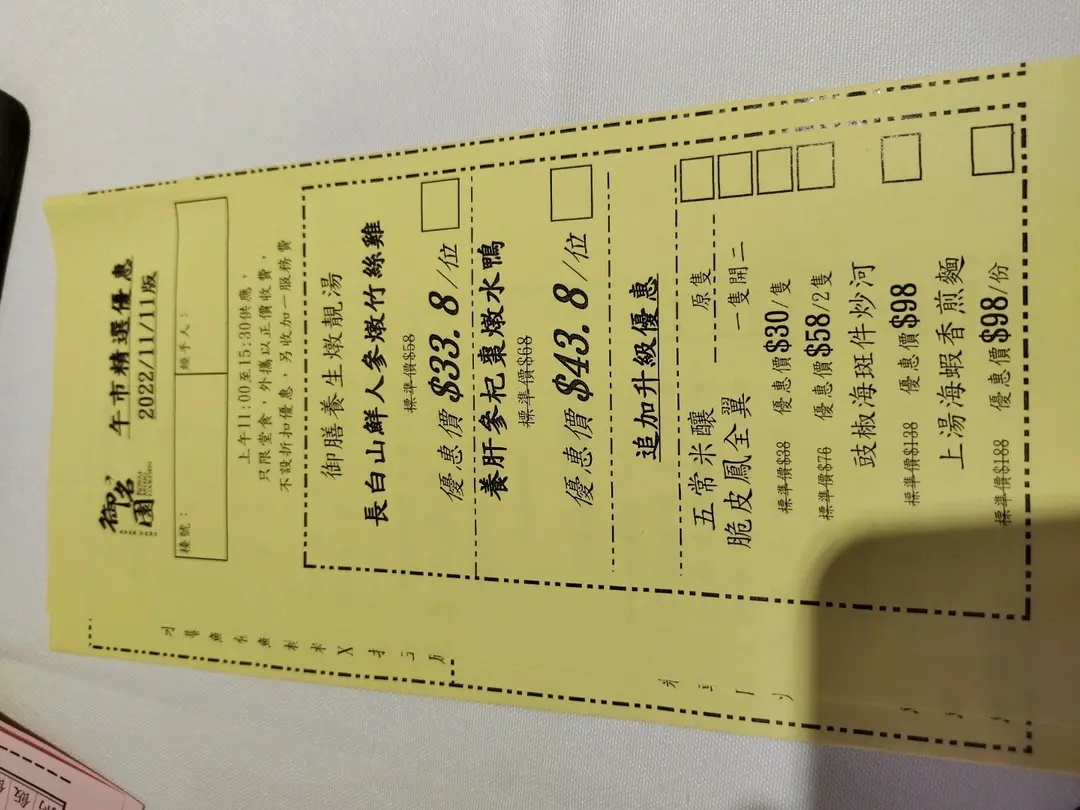 御名園
午市精選優惠
2022/11/11版
檯號：
經手人：
上午11:00至15:30供應，
只限堂食，外攜以正價收費，
不設折扣優惠，另收加一服務費
御膳養生燉靚湯
長白山鮮人參燉竹絲雞
標準價$58
優惠價$33.8/位
養肝參杞棗燉水鴨
標準價$68
優惠價$43.8/位
追加升級優惠
五常米釀
脆皮鳳全翼
原隻
一隻開二
標準價$38 優惠價$30/隻
標準價$76 優惠價$58/2隻
豉椒海斑件炒河
標準價$138 優惠價$98
上湯海蝦香煎麵
標準價$188 優惠價$98/份